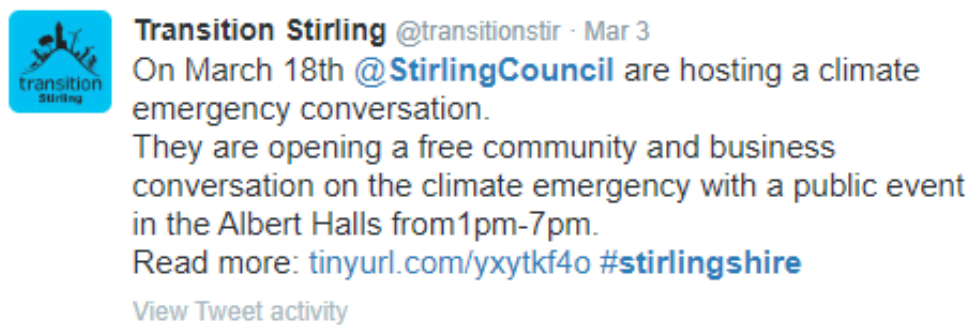 Transition Stirling @transitionstir · Mar 3
On March 18th @StirlingCouncil are hosting a climate
emergency conversation.
They are opening a free community and business
conversation on the climate emergency with a public event
in the Albert Halls from1pm-7pm.
Read more: tinyurl.com/yxytkf4o #stirlingshire
View Tweet activity
transition
Stirling